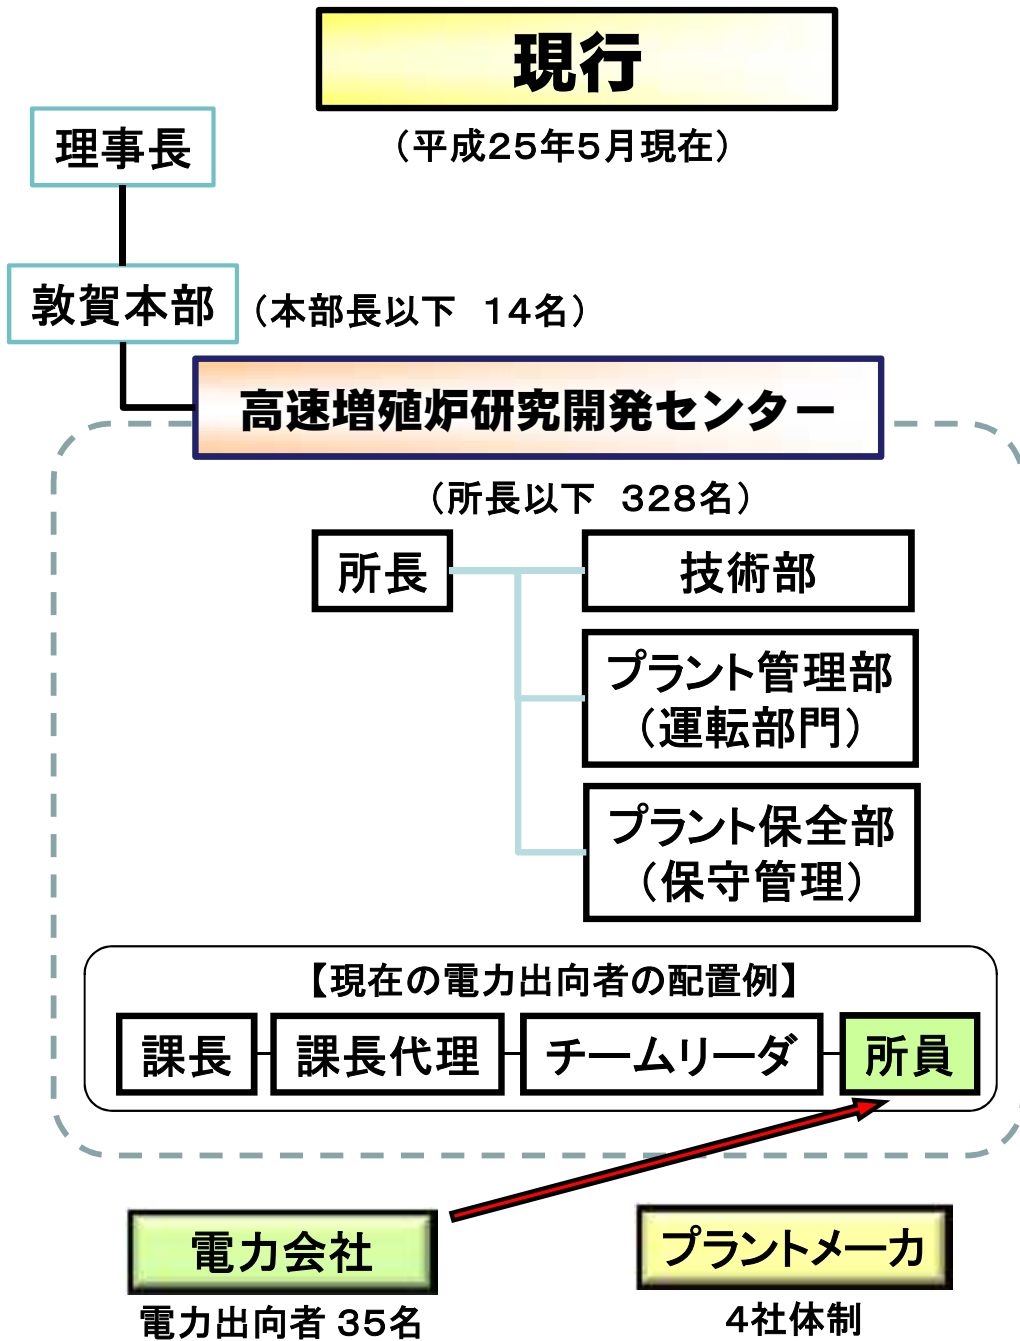 現行
（平成25年5月現在）
理事長
敦賀本部
（本部長以下　14名）
高速増殖炉研究開発センター
（所長以下　328名）
所長
技術部
プラント管理部
（運転部門）
プラント保全部
（保守管理）
【現在の電力出向者の配置例】
課長
課長代理
チームリーダ
所員
電力会社
電力出向者 35名
プラントメーカ
4社体制